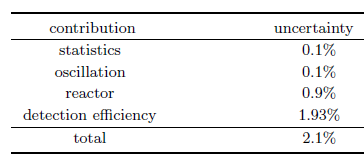 contribution uncertainty
statistics 0.1%
oscillation 0.1%
reactor 0.9%
detection efficiency 1.93%
total 2.1%